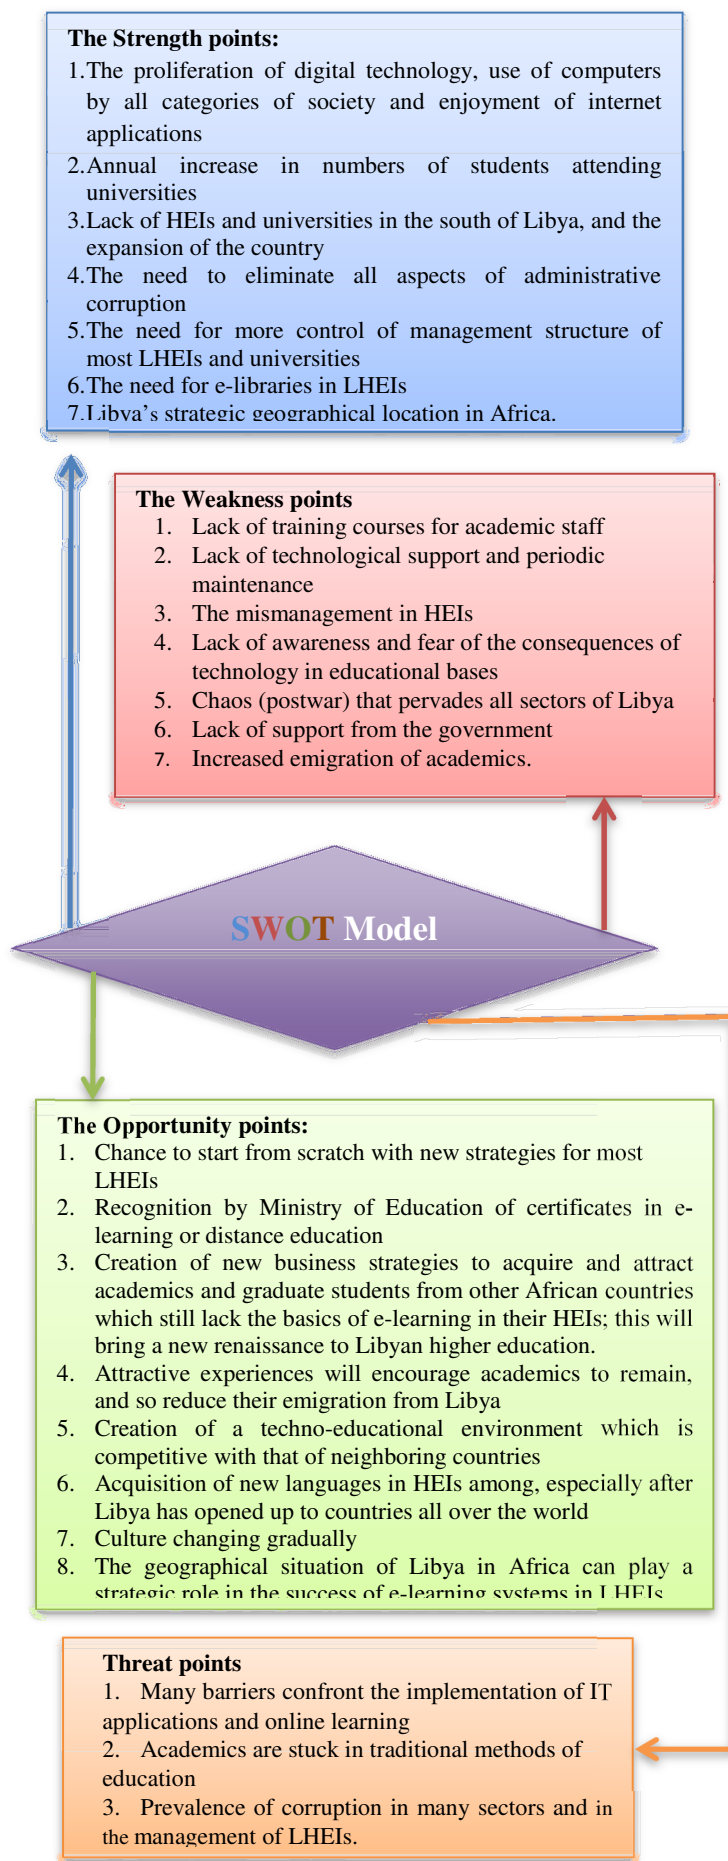 The Strength points:
1.The proliferation of digital technology, use of computers
by all categories of society and enjoyment of internet
applications
2.Annual increase in numbers of students attending
universities
3.Lack of HEIs and universities in the south of Libya, and the
expansion of the country
4.The need to eliminate all aspects of administrative
corruption
5.The need for more control of management structure of
most LHEIs and universities
6.The need for e-libraries in LHEIs
7.Libya’s strategic geographical location in Africa.
The Weakness points
1. Lack of training courses for academic staff
2. Lack of technological support and periodic
maintenance
3. The mismanagement in HEIs
4. Lack of awareness and fear of the consequences of
technology in educational bases
5. Chaos (postwar) that pervades all sectors of Libya
6. Lack of support from the government
7. Increased emigration of academics.
SWOT Model
The Opportunity points:
1. Chance to start from scratch with new strategies for most
LHEIs
2. Recognition by Ministry of Education of certificates in e-
learning or distance education
3. Creation of new business strategies to acquire and attract
academics and graduate students from other African countries
which still lack the basics of e-learning in their HEIs; this will
bring a new renaissance to Libyan higher education.
4. Attractive experiences will encourage academics to remain,
and so reduce their emigration from Libya
5. Creation of a techno-educational environment which is
competitive with that of neighboring countries
6. Acquisition of new languages in HEIs among, especially after
Libya has opened up to countries all over the world
7. Culture changing gradually
8. The geographical situation of Libya in Africa can play a
strategic role in the success of e-learning systems in LHEIs
Threat points
1. Many barriers confront the implementation of IT
applications and online learning
2. Academics are stuck in traditional methods of
education
3. Prevalence of corruption in many sectors and in
the management of LHEIs.